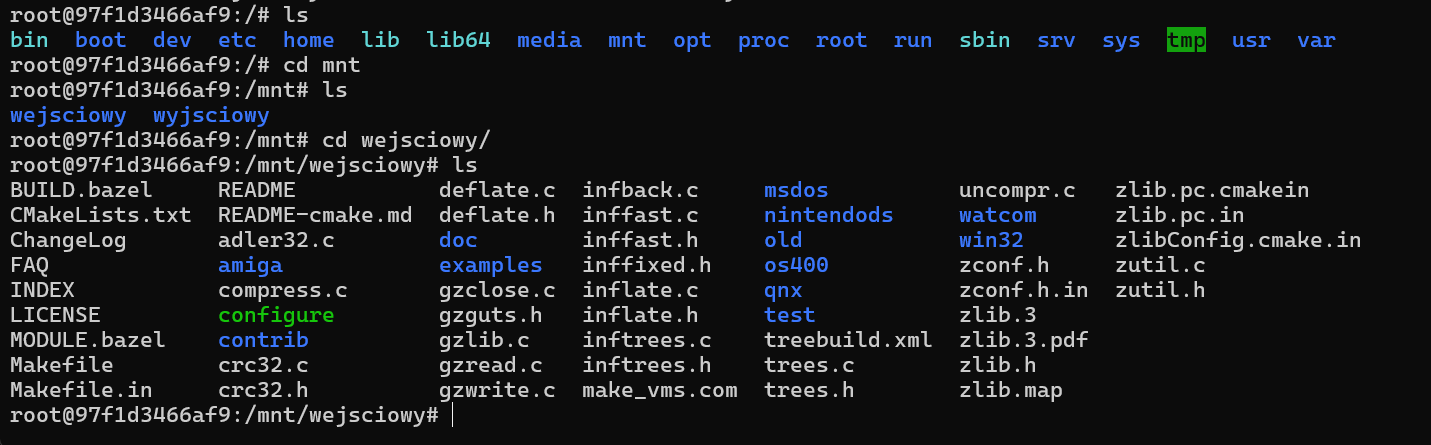 root@97f1d3466af9:/# ls
bin  boot  dev  etc  home  lib  lib64  media  mnt  opt  proc  root  run  sbin  srv  sys  tmp  usr  var
root@97f1d3466af9:/# cd mnt
root@97f1d3466af9:/mnt# ls
wejsciowy  wyjsciowy
root@97f1d3466af9:/mnt# cd wejsciowy/
root@97f1d3466af9:/mnt/wejsciowy# ls
BUILD.bazel     README           deflate.c  infback.c     msdos          uncompr.c   zlib.pc.cmakein
CMakeLists.txt  README-cmake.md  deflate.h  inffast.c     nintendods     watcom      zlib.pc.in
ChangeLog       adler32.c        doc        inffast.h     old            win32       zlibConfig.cmake.in
FAQ             amiga            examples   inffixed.h    os400          zconf.h     zutil.c
INDEX           compress.c       gzclose.c  inflate.c     qnx            zconf.h.in  zutil.h
LICENSE         configure        gzguts.h   inflate.h     test           zlib.3
MODULE.bazel    contrib          gzlib.c    inftrees.c    treebuild.xml  zlib.3.pdf
Makefile        crc32.c          gzread.c   inftrees.h    trees.c        zlib.h
Makefile.in     crc32.h          gzwrite.c  make_vms.com  trees.h        zlib.map
root@97f1d3466af9:/mnt/wejsciowy#